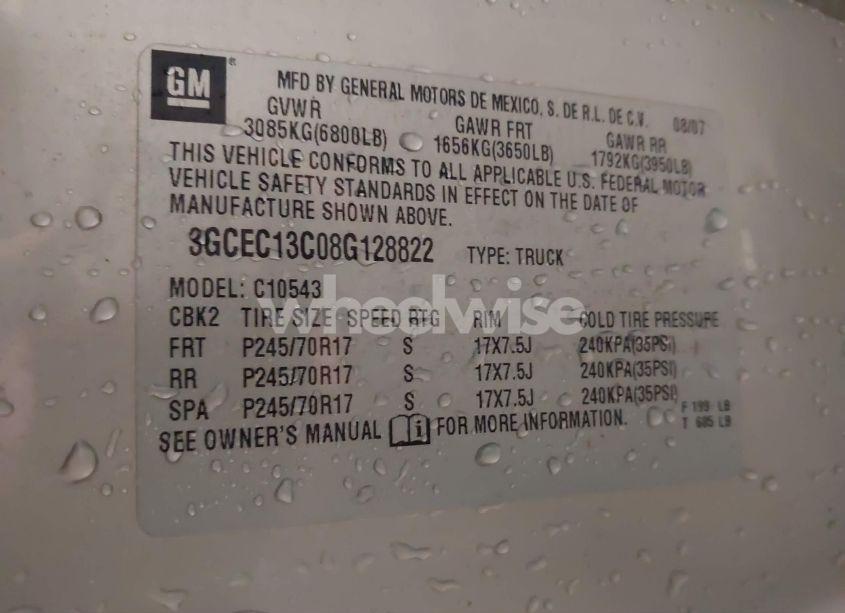 GM®
MFD BY GENERAL MOTORS DE MEXICO, S. DE R.L. DE C.V. 08/07
GVWR GAWR FRT GAWR RR
3085KG(6800LB) 1656KG(3650LB) 1792KG(3950LB)
THIS VEHICLE CONFORMS TO ALL APPLICABLE U.S. FEDERAL MOTOR
VEHICLE SAFETY STANDARDS IN EFFECT ON THE DATE OF
MANUFACTURE SHOWN ABOVE.
3GCEC13C08G128822 TYPE: TRUCK
MODEL: C10543
wheelwise
CBK2 TIRE SIZE SPEED RTG RIM COLD TIRE PRESSURE
FRT P245/70R17 S 17X7.5J 240KPA(35PSI)
RR P245/70R17 S 17X7.5J 240KPA(35PSI)
SPA P245/70R17 S 17X7.5J 240KPA(35PSI)
F 199 LB
T 685 LB
SEE OWNER'S MANUAL i FOR MORE INFORMATION.